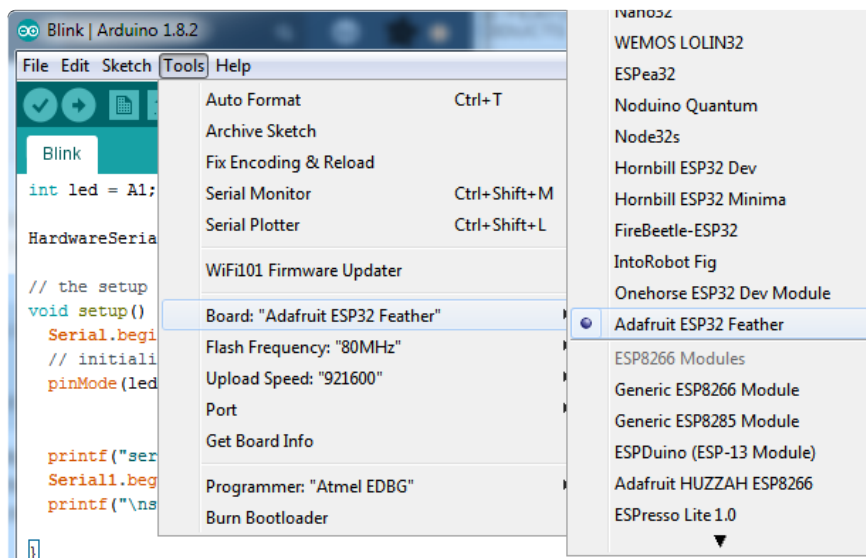 Blink | Arduino 1.8.2
File Edit Sketch Tools Help
Blink
int led = A1;
HardwareSeria
// the setup
void setup()
Serial.begi
// initiali
pinMode(led
printf("ser
Serial1.beg
printf("\ns
}
Auto Format Ctrl+T
Archive Sketch
Fix Encoding & Reload
Serial Monitor Ctrl+Shift+M
Serial Plotter Ctrl+Shift+L
WiFi101 Firmware Updater
Board: "Adafruit ESP32 Feather"
Flash Frequency: "80MHz"
Upload Speed: "921600"
Port
Get Board Info
Programmer: "Atmel EDBG"
Burn Bootloader
Nano32
WEMOS LOLIN32
ESPea32
Noduino Quantum
Node32s
Hornbill ESP32 Dev
Hornbill ESP32 Minima
FireBeetle-ESP32
IntoRobot Fig
Onehorse ESP32 Dev Module
Adafruit ESP32 Feather
ESP8266 Modules
Generic ESP8266 Module
Generic ESP8285 Module
ESPDuino (ESP-13 Module)
Adafruit HUZZAH ESP8266
ESPresso Lite 1.0